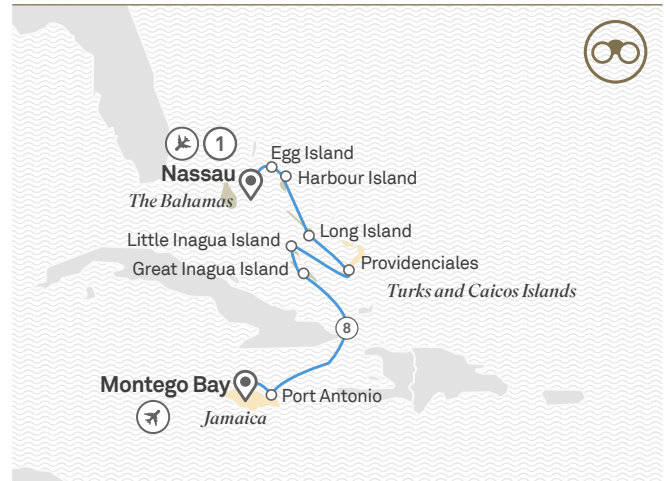 1
Egg Island
Nassau
Harbour Island
The Bahamas
Long Island
Little Inagua Island
Providenciales
Great Inagua Island
Turks and Caicos Islands
8
Montego Bay
Port Antonio
Jamaica